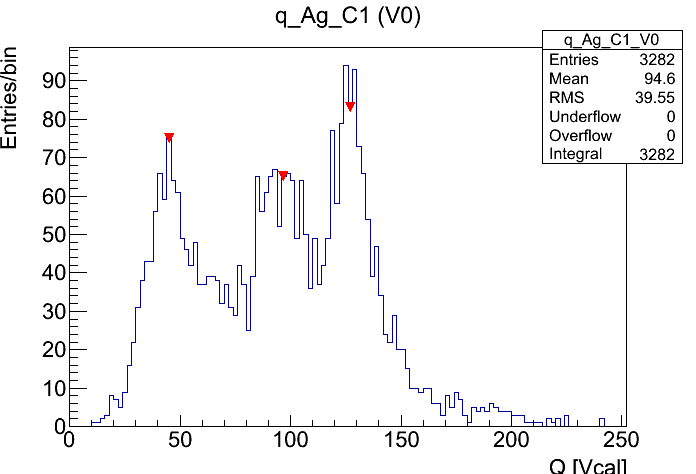 q_Ag_C1 (V0)
q_Ag_C1_V0
Entries 3282
Mean 94.6
RMS 39.55
Underflow 0
Overflow 0
Integral 3282
Entries/bin
90
80
70
60
50
40
30
20
10
0
0 50 100 150 200 250
Q [Vcal]